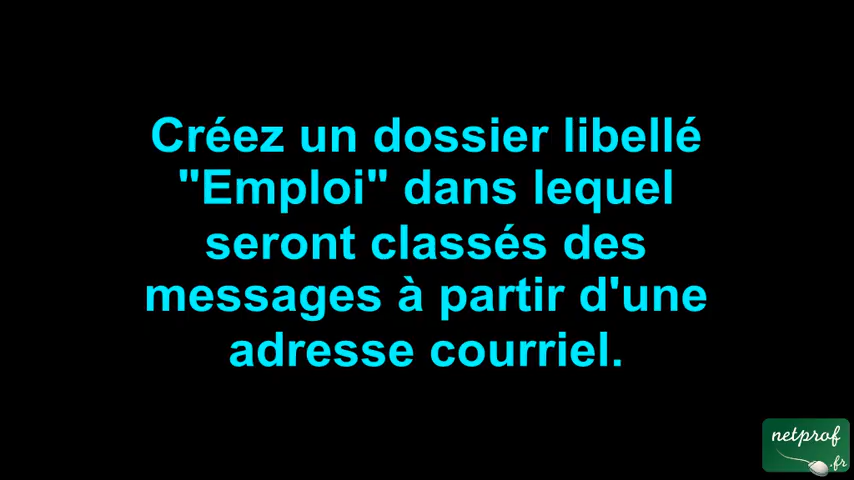 Créez un dossier libellé
"Emploi" dans lequel
seront classés des
messages à partir d'une
adresse courriel.
netprof
.fr